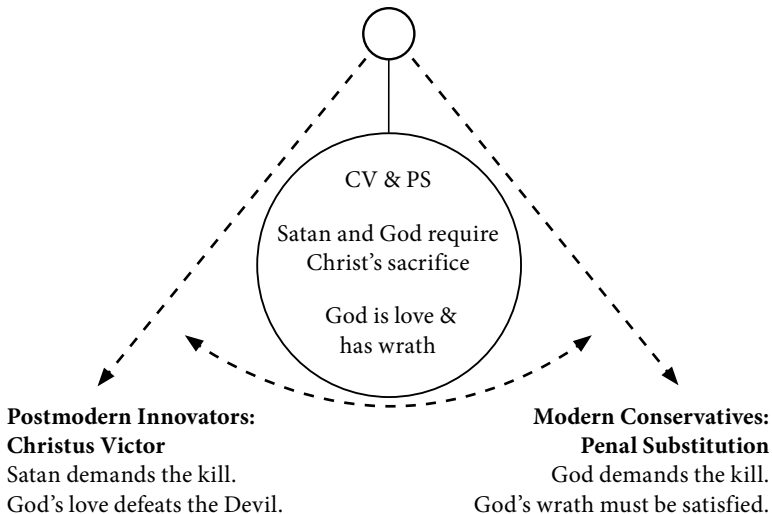 CV & PS
Satan and God require
Christ’s sacrifice
God is love &
has wrath
Postmodern Innovators:
Christus Victor
Satan demands the kill.
God’s love defeats the Devil.
Modern Conservatives:
Penal Substitution
God demands the kill.
God’s wrath must be satisfied.